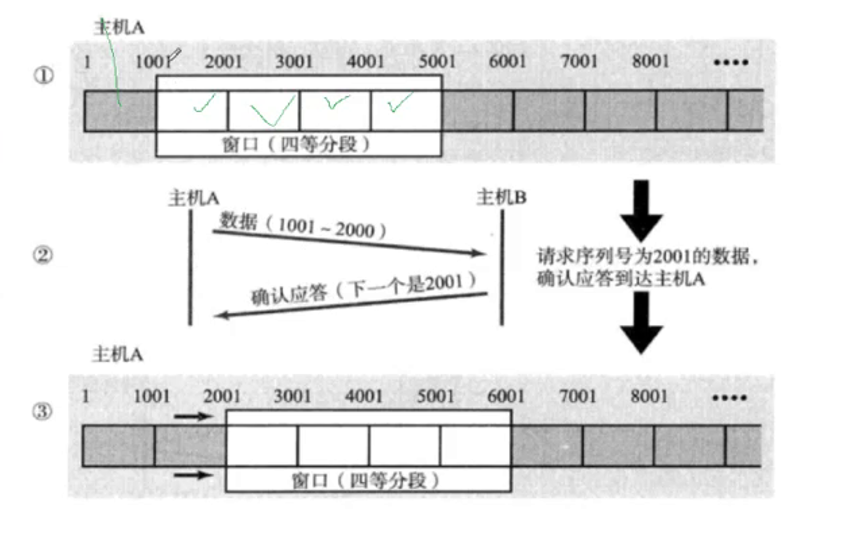 主机A
1 1001 2001 3001 4001 5001 6001 7001 8001 ••••
①
窗口（四等分段）
主机A 主机B
数据（1001～2000）
②
确认应答（下一个是2001）
请求序列号为2001的数据，
确认应答到达主机A
主机A
1 1001 2001 3001 4001 5001 6001 7001 8001 ••••
③
窗口（四等分段）